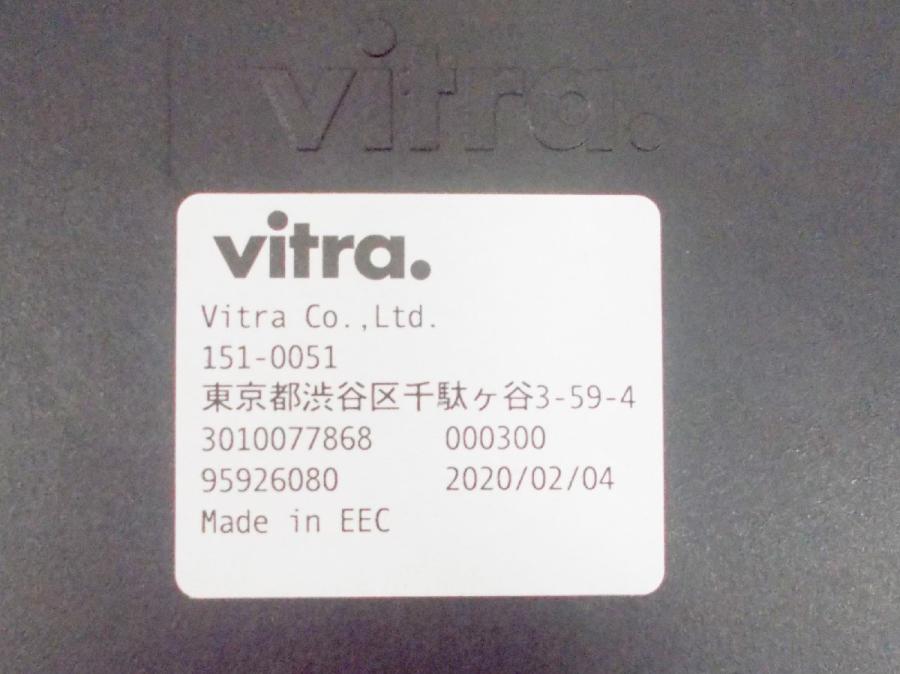 vitra.
vitra.
Vitra Co.,Ltd.
151-0051
東京都渋谷区千駄ヶ谷3-59-4
3010077868 000300
95926080 2020/02/04
Made in EEC